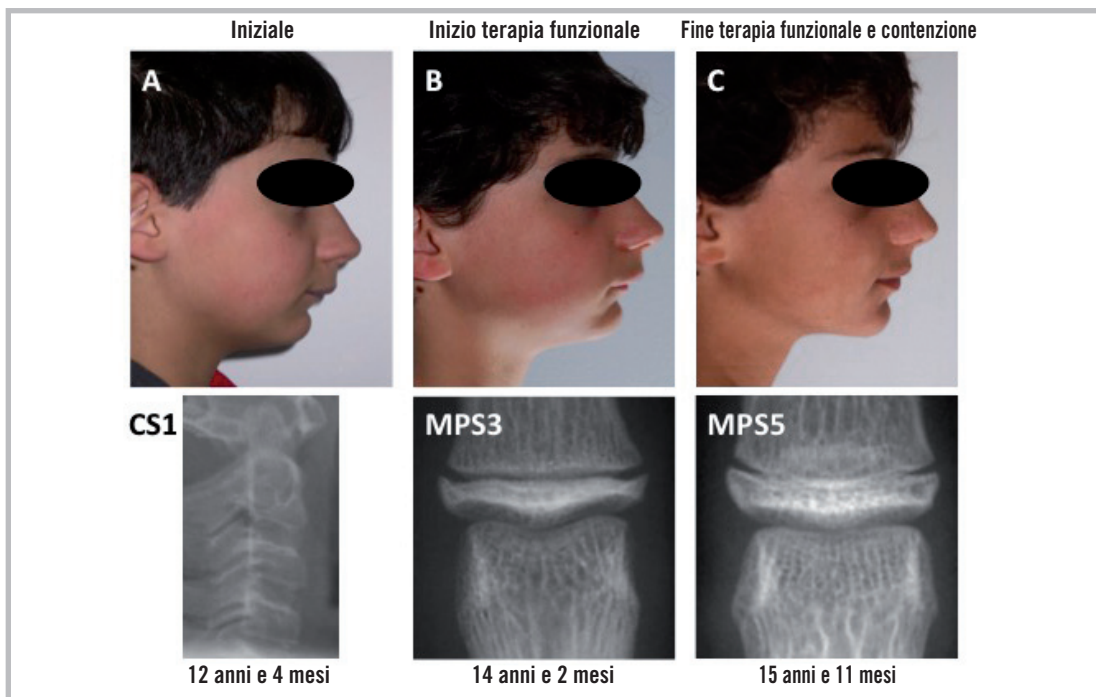 Iniziale
Inizio terapia funzionale
Fine terapia funzionale e contenzione
A
B
C
CS1
MPS3
MPS5
12 anni e 4 mesi
14 anni e 2 mesi
15 anni e 11 mesi